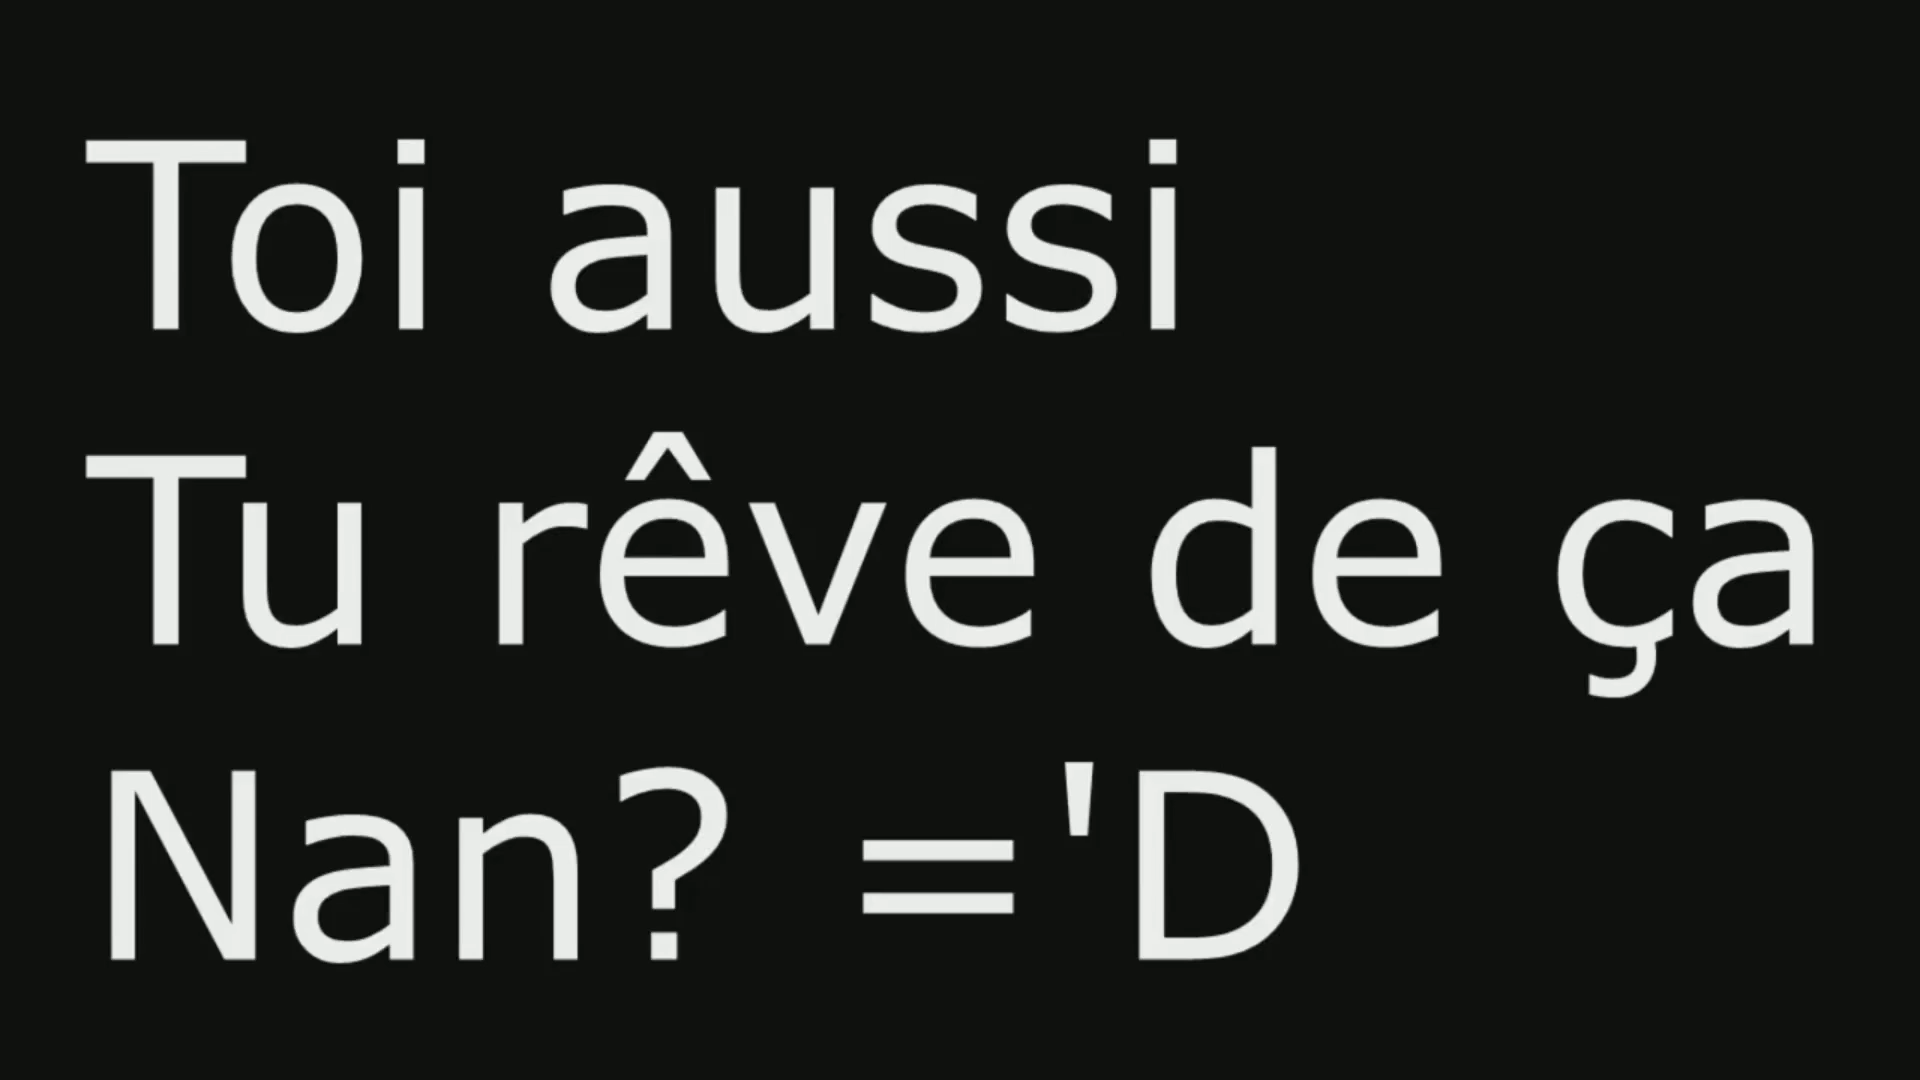 Toi aussi
Tu rêve de ça
Nan? ='D